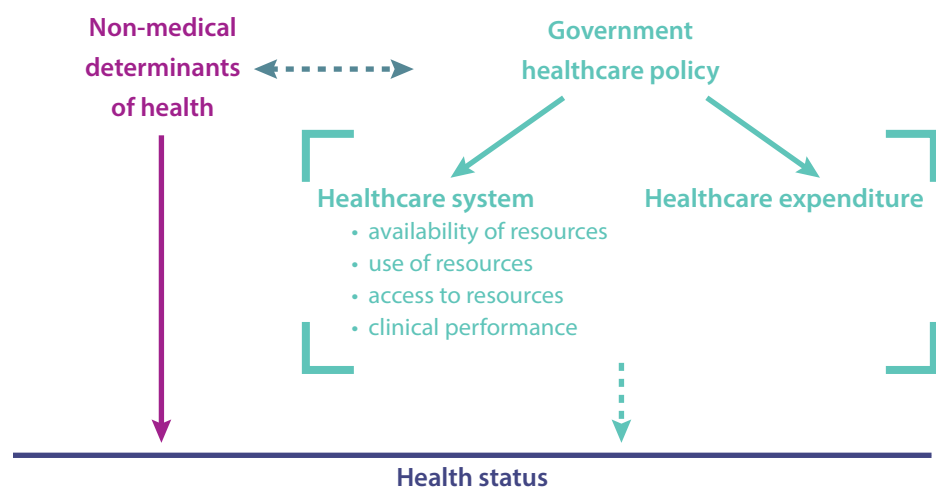 Non-medical
determinants
of health
Government
healthcare policy
Healthcare system
• availability of resources
• use of resources
• access to resources
• clinical performance
Healthcare expenditure
Health status